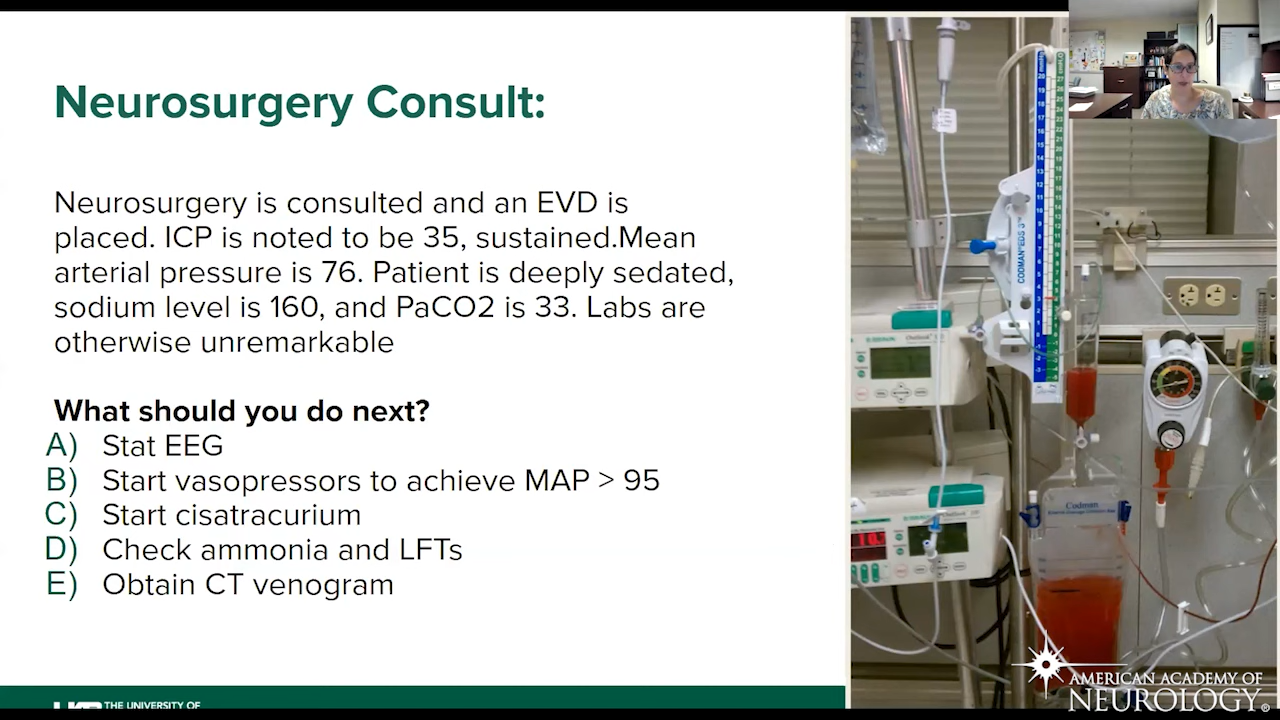 Neurosurgery Consult:
Neurosurgery is consulted and an EVD is
placed. ICP is noted to be 35, sustained.Mean
arterial pressure is 76. Patient is deeply sedated,
sodium level is 160, and PaCO2 is 33. Labs are
otherwise unremarkable
What should you do next?
A) Stat EEG
B) Start vasopressors to achieve MAP > 95
C) Start cisatracurium
D) Check ammonia and LFTs
E) Obtain CT venogram
THE UNIVERSITY OF
CODMAN EDS 3
Codman
AMERICAN ACADEMY OF
NEUROLOGY®